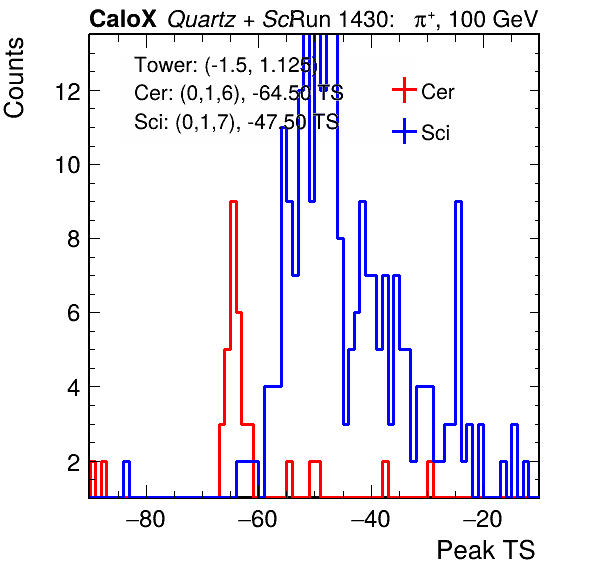 CaloX Quartz + Sci Run 1430: π⁺, 100 GeV
Counts
Tower: (-1.5, 1.125)
Cer: (0,1,6), -64.50 TS
Sci: (0,1,7), -47.50 TS
Cer
Sci
12
10
8
6
4
2
−80 −60 −40 −20
Peak TS